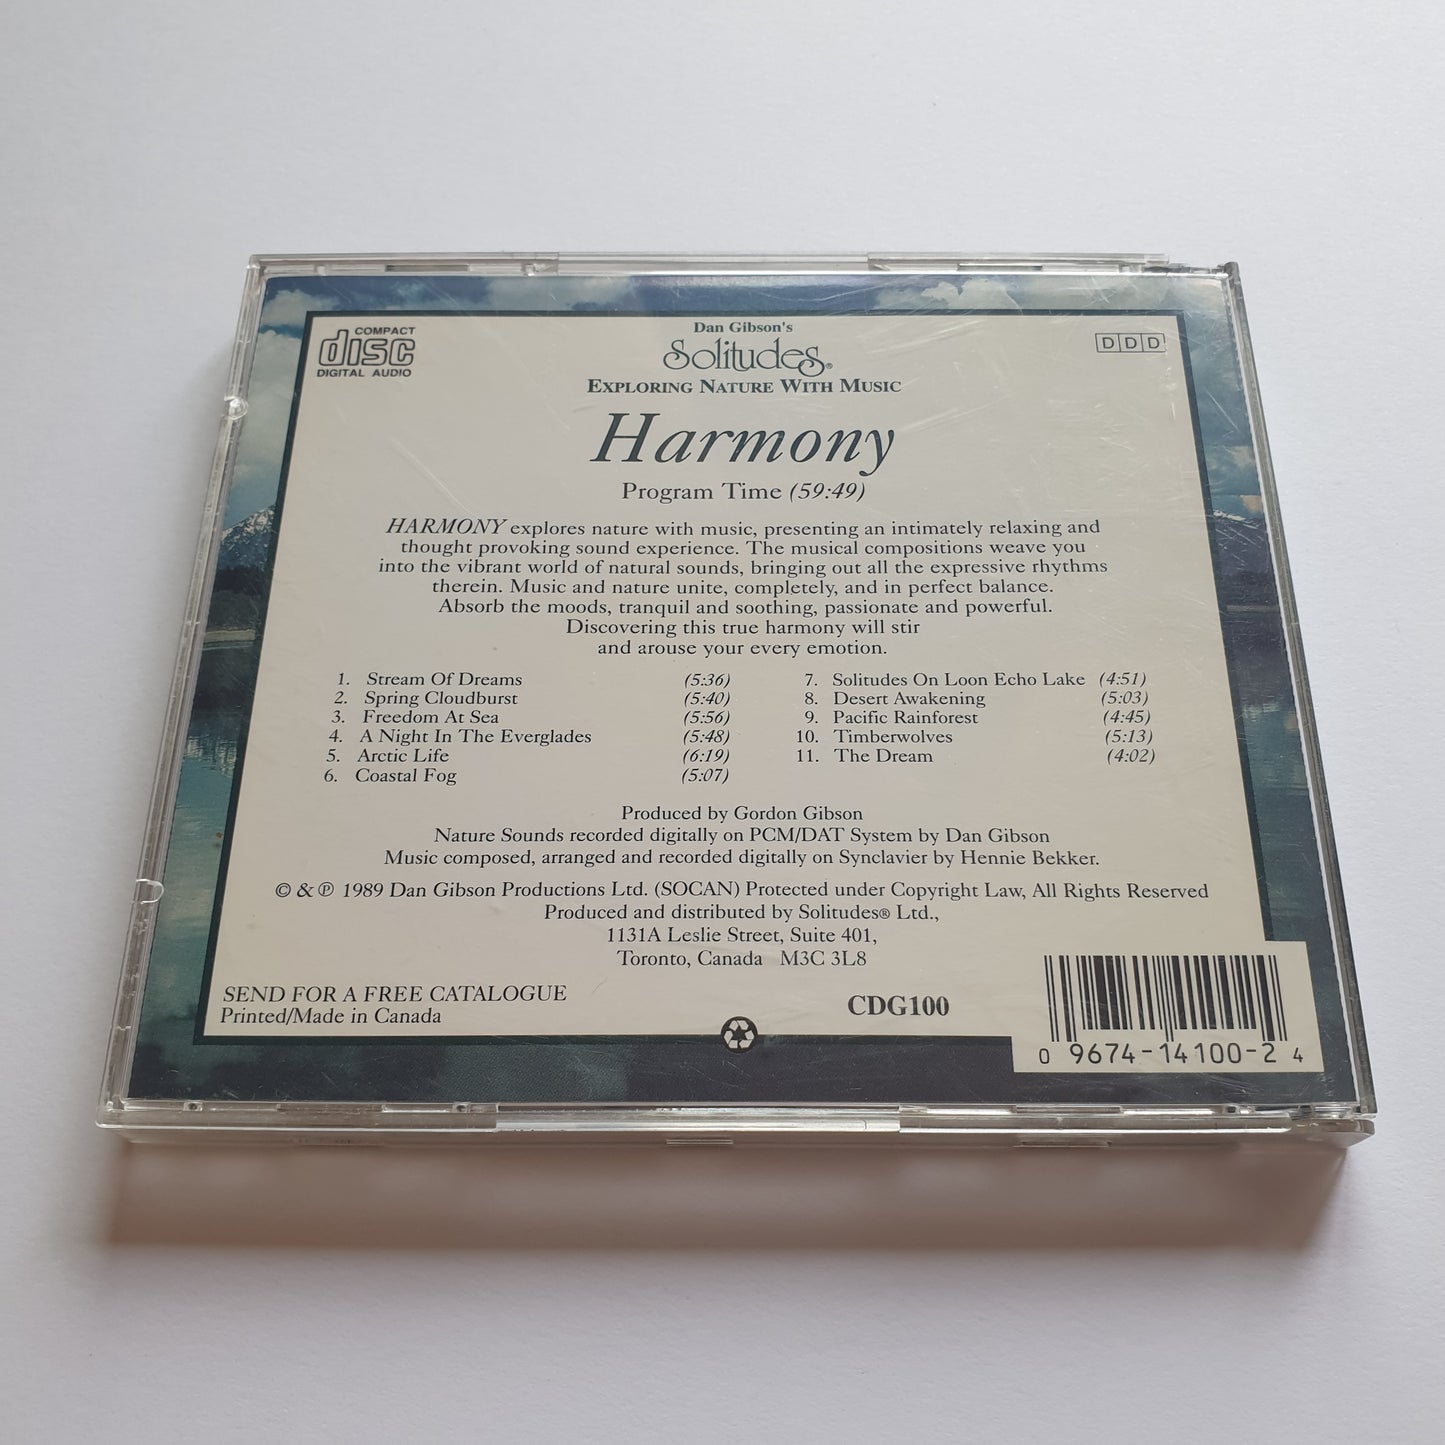 COMPACT
disc
DIGITAL AUDIO
Dan Gibson's
Solitudes®
EXPLORING NATURE WITH MUSIC
D D D
Harmony
Program Time (59:49)
HARMONY explores nature with music, presenting an intimately relaxing and
thought provoking sound experience. The musical compositions weave you
into the vibrant world of natural sounds, bringing out all the expressive rhythms
therein. Music and nature unite, completely, and in perfect balance.
Absorb the moods, tranquil and soothing, passionate and powerful.
Discovering this true harmony will stir
and arouse your every emotion.
1. Stream Of Dreams (5:36)
2. Spring Cloudburst (5:40)
3. Freedom At Sea (5:56)
4. A Night In The Everglades (5:48)
5. Arctic Life (6:19)
6. Coastal Fog (5:07)
7. Solitudes On Loon Echo Lake (4:51)
8. Desert Awakening (5:03)
9. Pacific Rainforest (4:45)
10. Timberwolves (5:13)
11. The Dream (4:02)
Produced by Gordon Gibson
Nature Sounds recorded digitally on PCM/DAT System by Dan Gibson
Music composed, arranged and recorded digitally on Synclavier by Hennie Bekker.
© & ℗ 1989 Dan Gibson Productions Ltd. (SOCAN) Protected under Copyright Law, All Rights Reserved
Produced and distributed by Solitudes® Ltd.,
1131A Leslie Street, Suite 401,
Toronto, Canada M3C 3L8
SEND FOR A FREE CATALOGUE
Printed/Made in Canada
CDG100
0 9674-14100-2 4